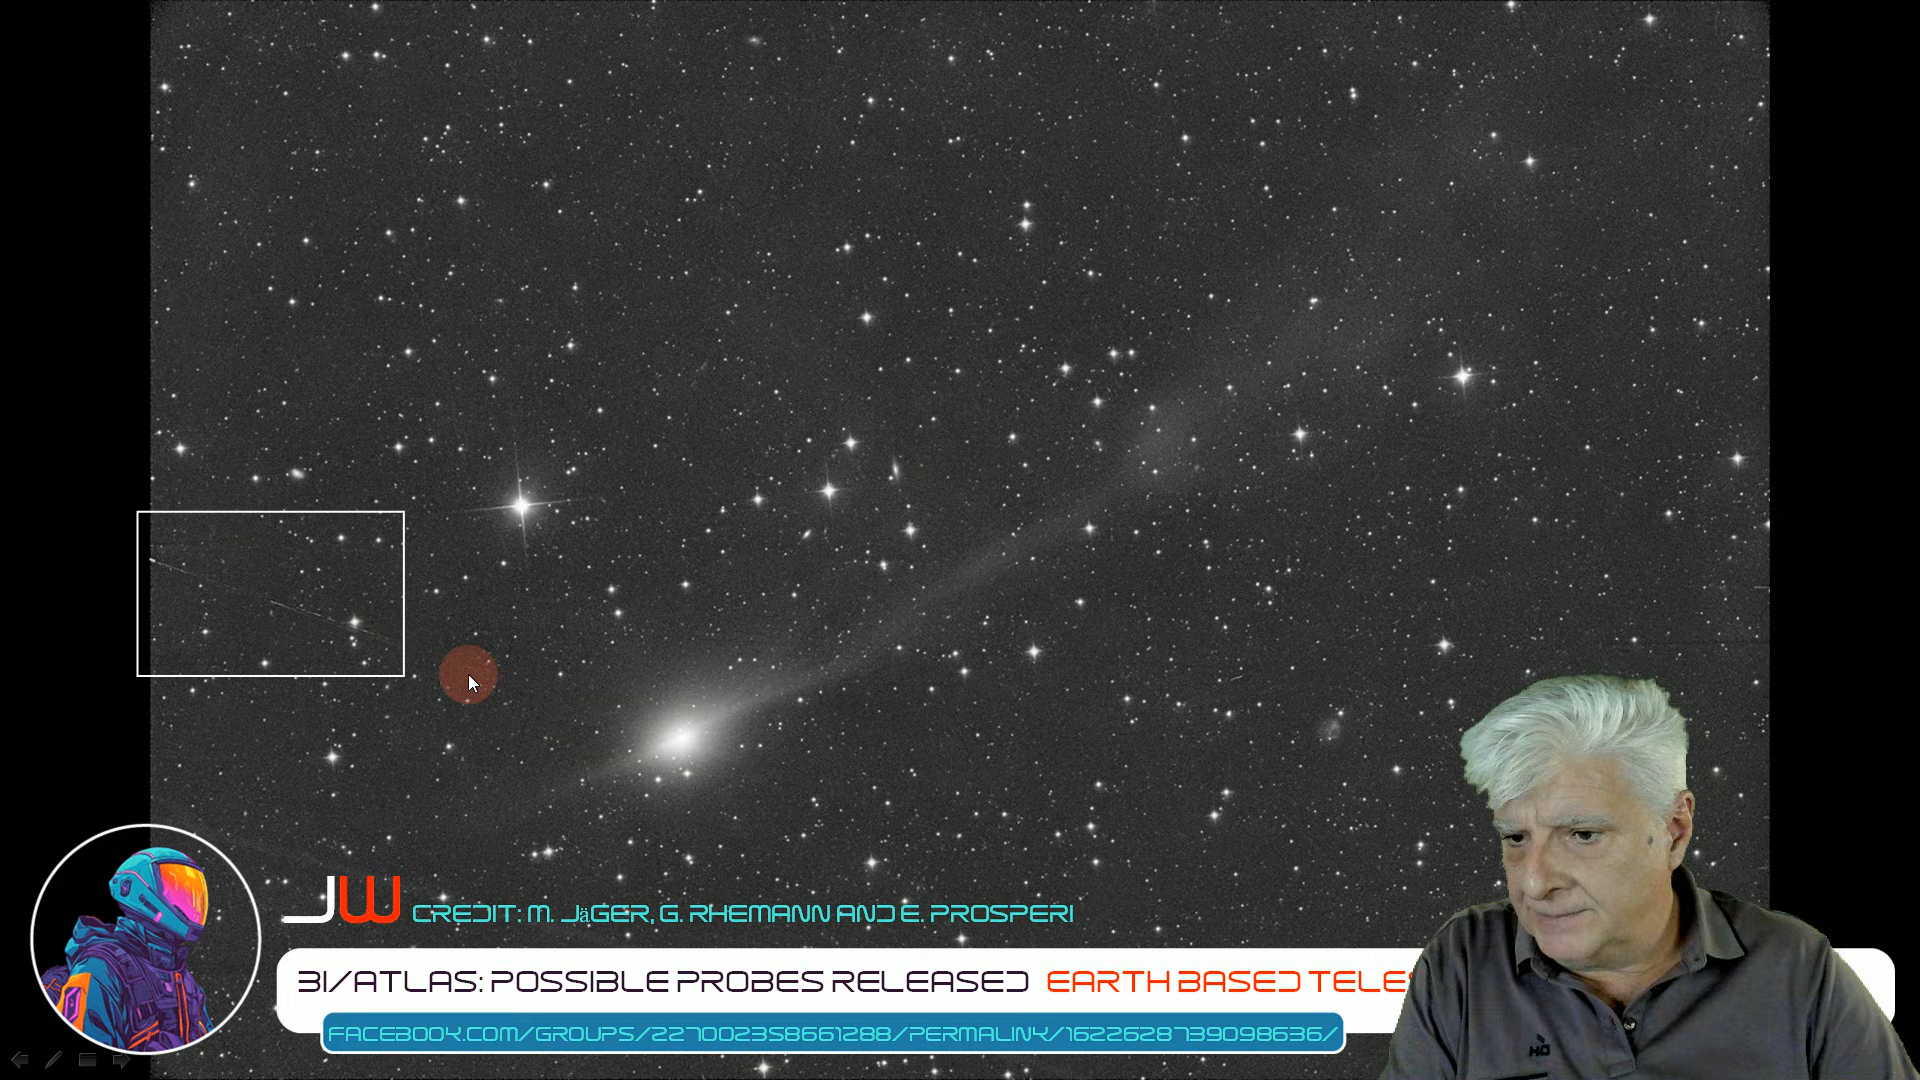 JW CREDIT: M. JäGER, G. RHEMANN AND E. PROSPERI
3I/ATLAS: POSSIBLE PROBES RELEASED EARTH BASED
FACEBOOK.COM/GROUPS/227002358661288/PERMALINK/1622628739098636/
HO